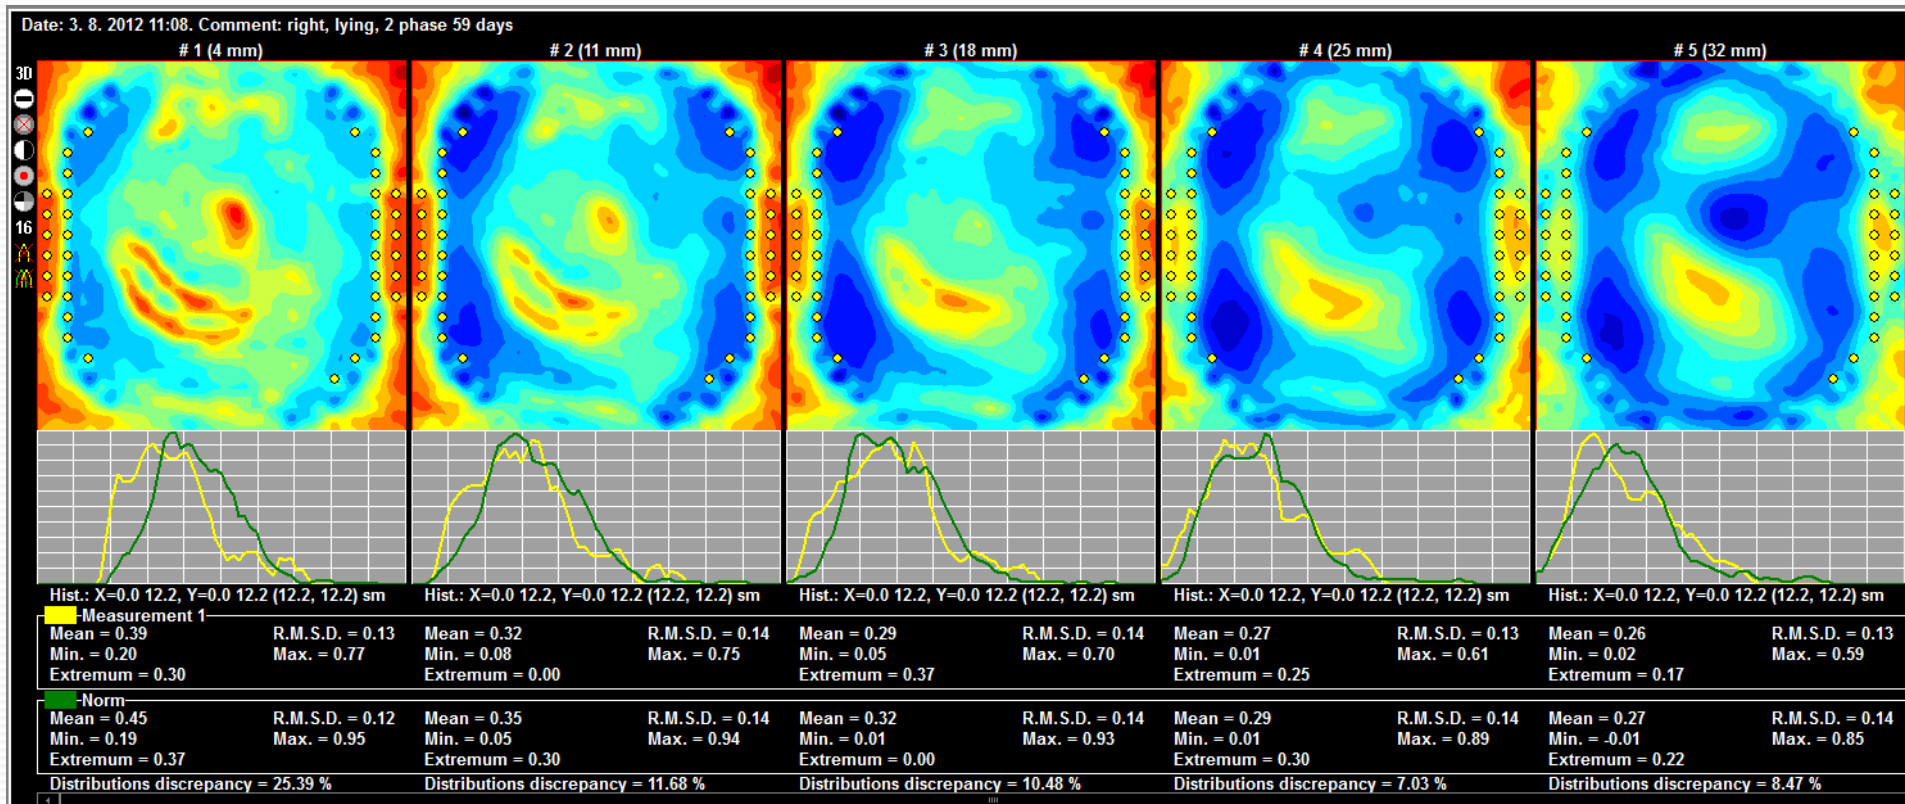 Date: 3. 8. 2012 11:08. Comment: right, lying, 2 phase 59 days
# 1 (4 mm) # 2 (11 mm) # 3 (18 mm) # 4 (25 mm) # 5 (32 mm)
3D
16
Hist.: X=0.0 12.2, Y=0.0 12.2 (12.2, 12.2) sm Hist.: X=0.0 12.2, Y=0.0 12.2 (12.2, 12.2) sm Hist.: X=0.0 12.2, Y=0.0 12.2 (12.2, 12.2) sm Hist.: X=0.0 12.2, Y=0.0 12.2 (12.2, 12.2) sm Hist.: X=0.0 12.2, Y=0.0 12.2 (12.2, 12.2) sm
Measurement 1
Mean = 0.39 R.M.S.D. = 0.13 Mean = 0.32 R.M.S.D. = 0.14 Mean = 0.29 R.M.S.D. = 0.14 Mean = 0.27 R.M.S.D. = 0.13 Mean = 0.26 R.M.S.D. = 0.13
Min. = 0.20 Max. = 0.77 Min. = 0.08 Max. = 0.75 Min. = 0.05 Max. = 0.70 Min. = 0.01 Max. = 0.61 Min. = 0.02 Max. = 0.59
Extremum = 0.30 Extremum = 0.00 Extremum = 0.37 Extremum = 0.25 Extremum = 0.17
Norm
Mean = 0.45 R.M.S.D. = 0.12 Mean = 0.35 R.M.S.D. = 0.14 Mean = 0.32 R.M.S.D. = 0.14 Mean = 0.29 R.M.S.D. = 0.14 Mean = 0.27 R.M.S.D. = 0.14
Min. = 0.19 Max. = 0.95 Min. = 0.05 Max. = 0.94 Min. = 0.01 Max. = 0.93 Min. = 0.01 Max. = 0.89 Min. = -0.01 Max. = 0.85
Extremum = 0.37 Extremum = 0.30 Extremum = 0.00 Extremum = 0.30 Extremum = 0.22
Distributions discrepancy = 25.39 % Distributions discrepancy = 11.68 % Distributions discrepancy = 10.48 % Distributions discrepancy = 7.03 % Distributions discrepancy = 8.47 %